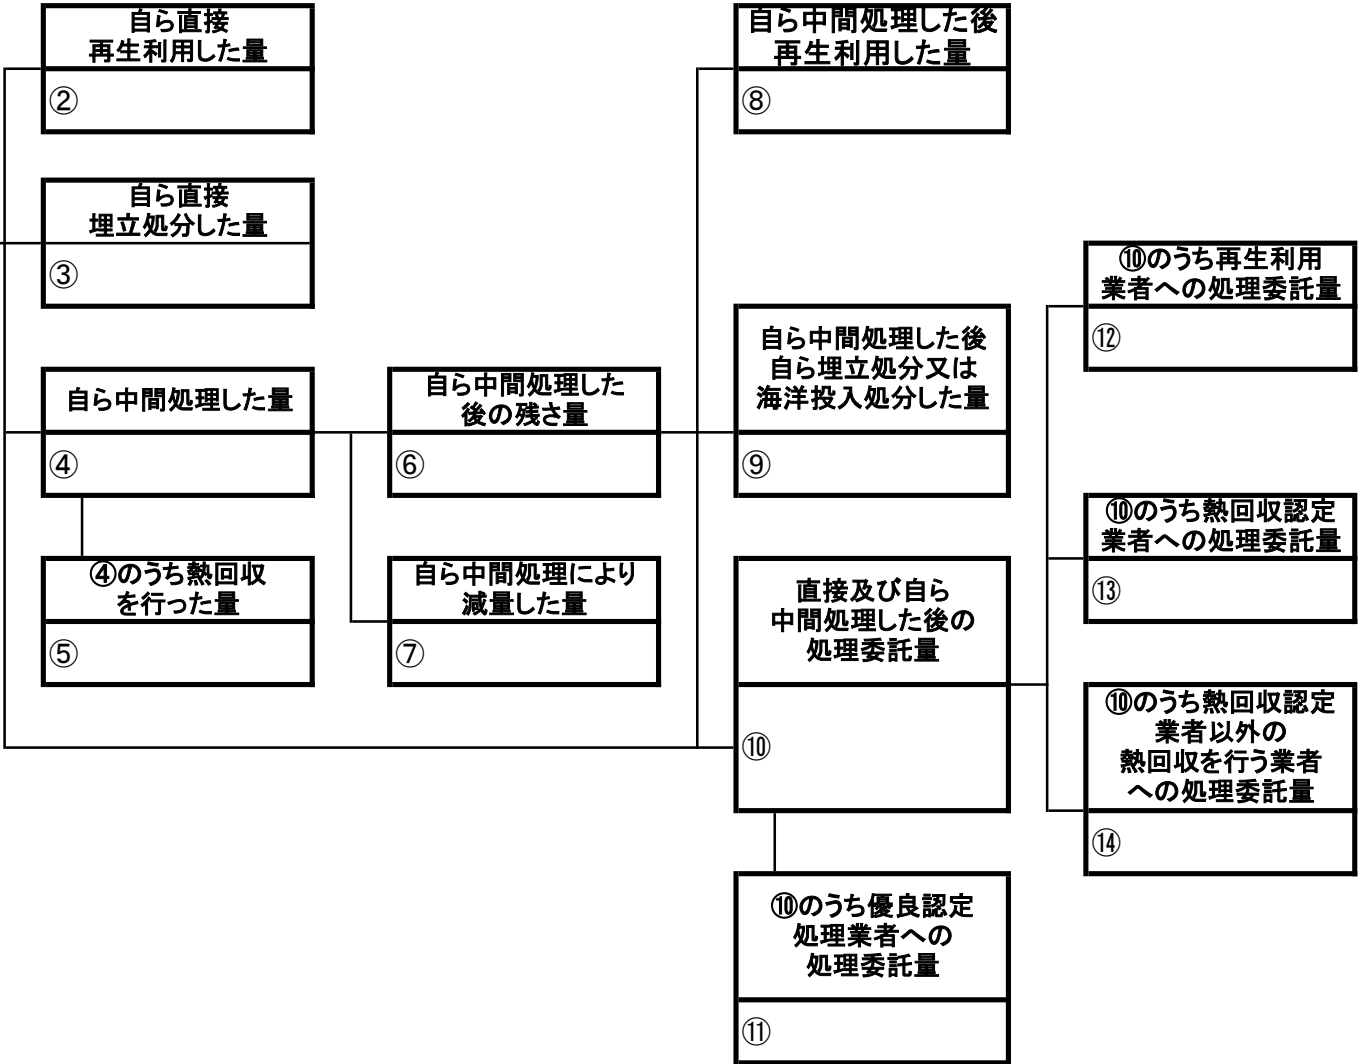 自ら直接
再生利用した量
②
自ら直接
埋立処分した量
③
自ら中間処理した量
④
④のうち熱回収
を行った量
⑤
自ら中間処理した
後の残さ量
⑥
自ら中間処理により
減量した量
⑦
自ら中間処理した後
再生利用した量
⑧
自ら中間処理した後
自ら埋立処分又は
海洋投入処分した量
⑨
直接及び自ら
中間処理した後の
処理委託量
⑩
⑩のうち優良認定
処理業者への
処理委託量
⑪
⑩のうち再生利用
業者への処理委託量
⑫
⑩のうち熱回収認定
業者への処理委託量
⑬
⑩のうち熱回収認定
業者以外の
熱回収を行う業者
への処理委託量
⑭